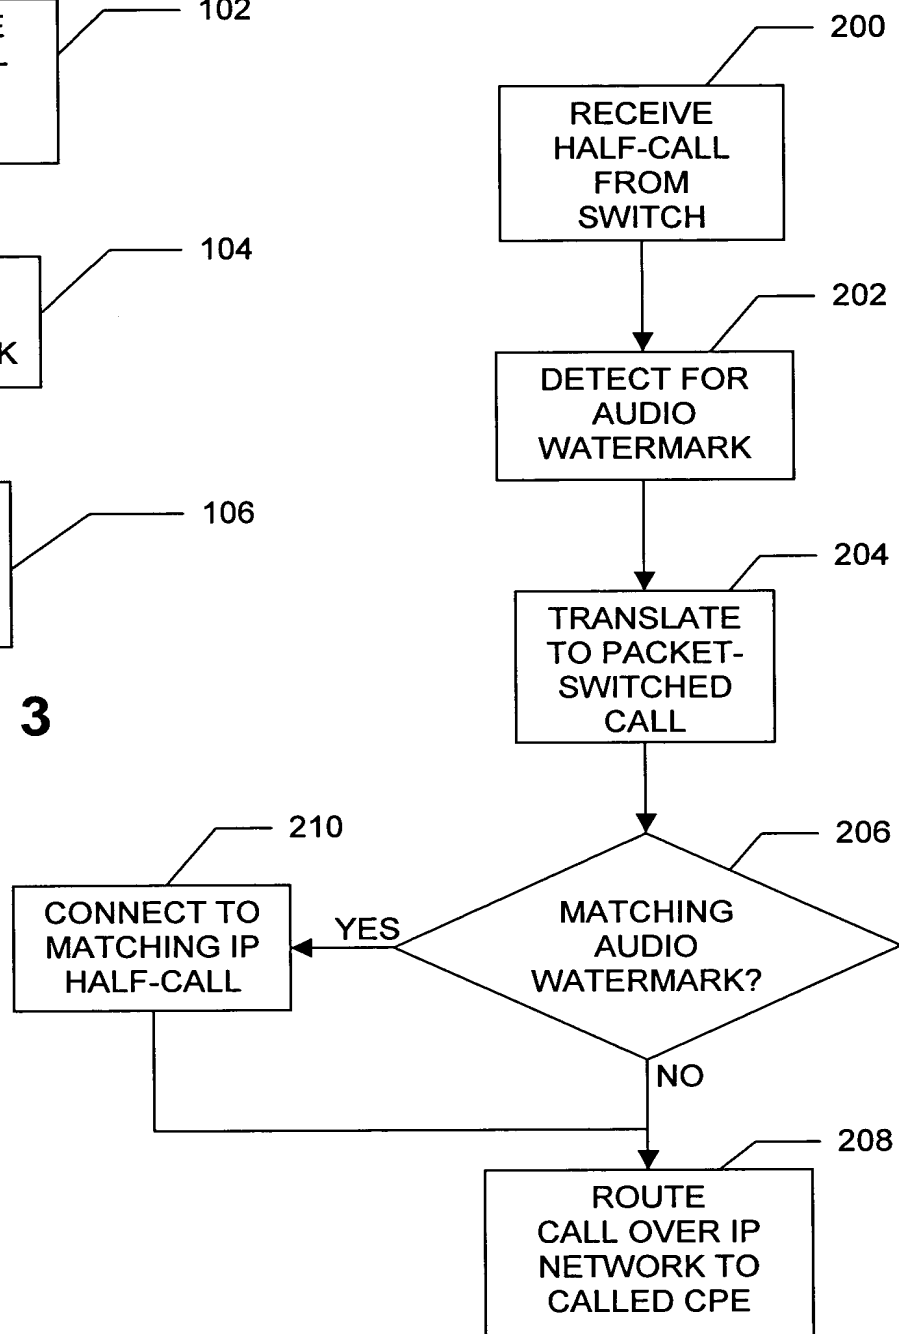 E
102
200
RECEIVE
HALF-CALL
FROM
SWITCH
104
K
202
DETECT FOR
AUDIO
WATERMARK
106
204
TRANSLATE
TO PACKET-
SWITCHED
CALL
3
210
206
CONNECT TO
MATCHING IP
HALF-CALL
YES
MATCHING
AUDIO
WATERMARK?
NO
208
ROUTE
CALL OVER IP
NETWORK TO
CALLED CPE